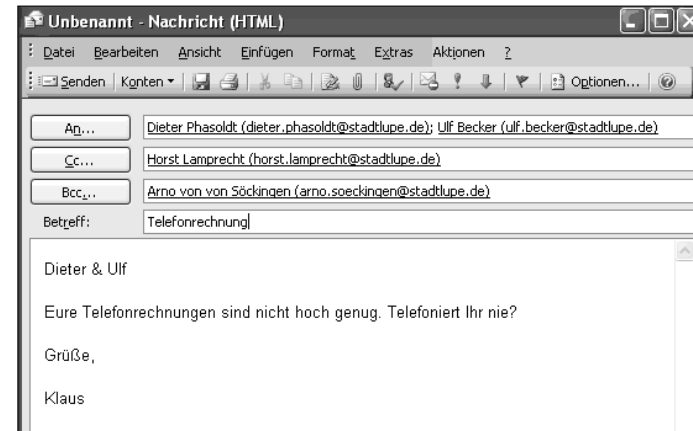 Unbenannt - Nachricht (HTML)
Datei Bearbeiten Ansicht Einfügen Format Extras Aktionen ?
Senden Konten Optionen...
An... Dieter Phasoldt (dieter.phasoldt@stadtlupe.de); Ulf Becker (ulf.becker@stadtlupe.de)
Cc... Horst Lamprecht (horst.lamprecht@stadtlupe.de)
Bcc... Arno von von Söckingen (arno.soeckingen@stadtlupe.de)
Betreff: Telefonrechnung
Dieter & Ulf
Eure Telefonrechnungen sind nicht hoch genug. Telefoniert Ihr nie?
Grüße,
Klaus